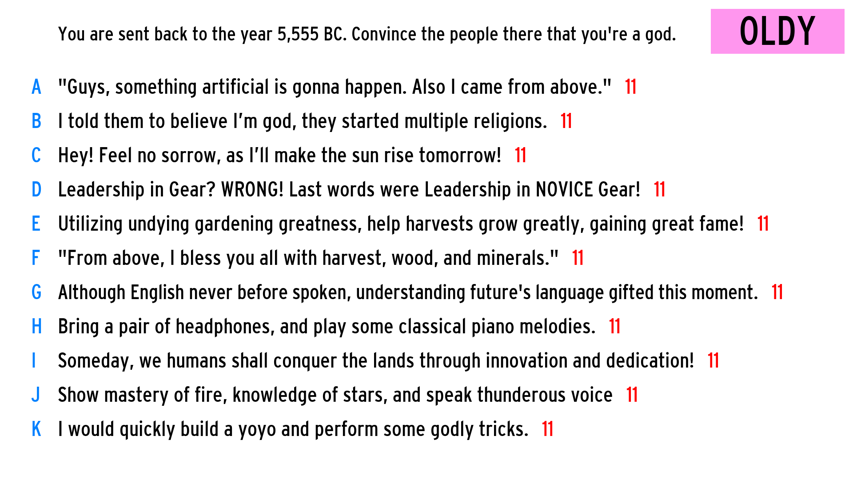 You are sent back to the year 5,555 BC. Convince the people there that you're a god.
OLDY
A "Guys, something artificial is gonna happen. Also I came from above." 11
B I told them to believe I'm god, they started multiple religions. 11
C Hey! Feel no sorrow, as I'll make the sun rise tomorrow! 11
D Leadership in Gear? WRONG! Last words were Leadership in NOVICE Gear! 11
E Utilizing undying gardening greatness, help harvests grow greatly, gaining great fame! 11
F "From above, I bless you all with harvest, wood, and minerals." 11
G Although English never before spoken, understanding future's language gifted this moment. 11
H Bring a pair of headphones, and play some classical piano melodies. 11
I Someday, we humans shall conquer the lands through innovation and dedication! 11
J Show mastery of fire, knowledge of stars, and speak thunderous voice 11
K I would quickly build a yoyo and perform some godly tricks. 11